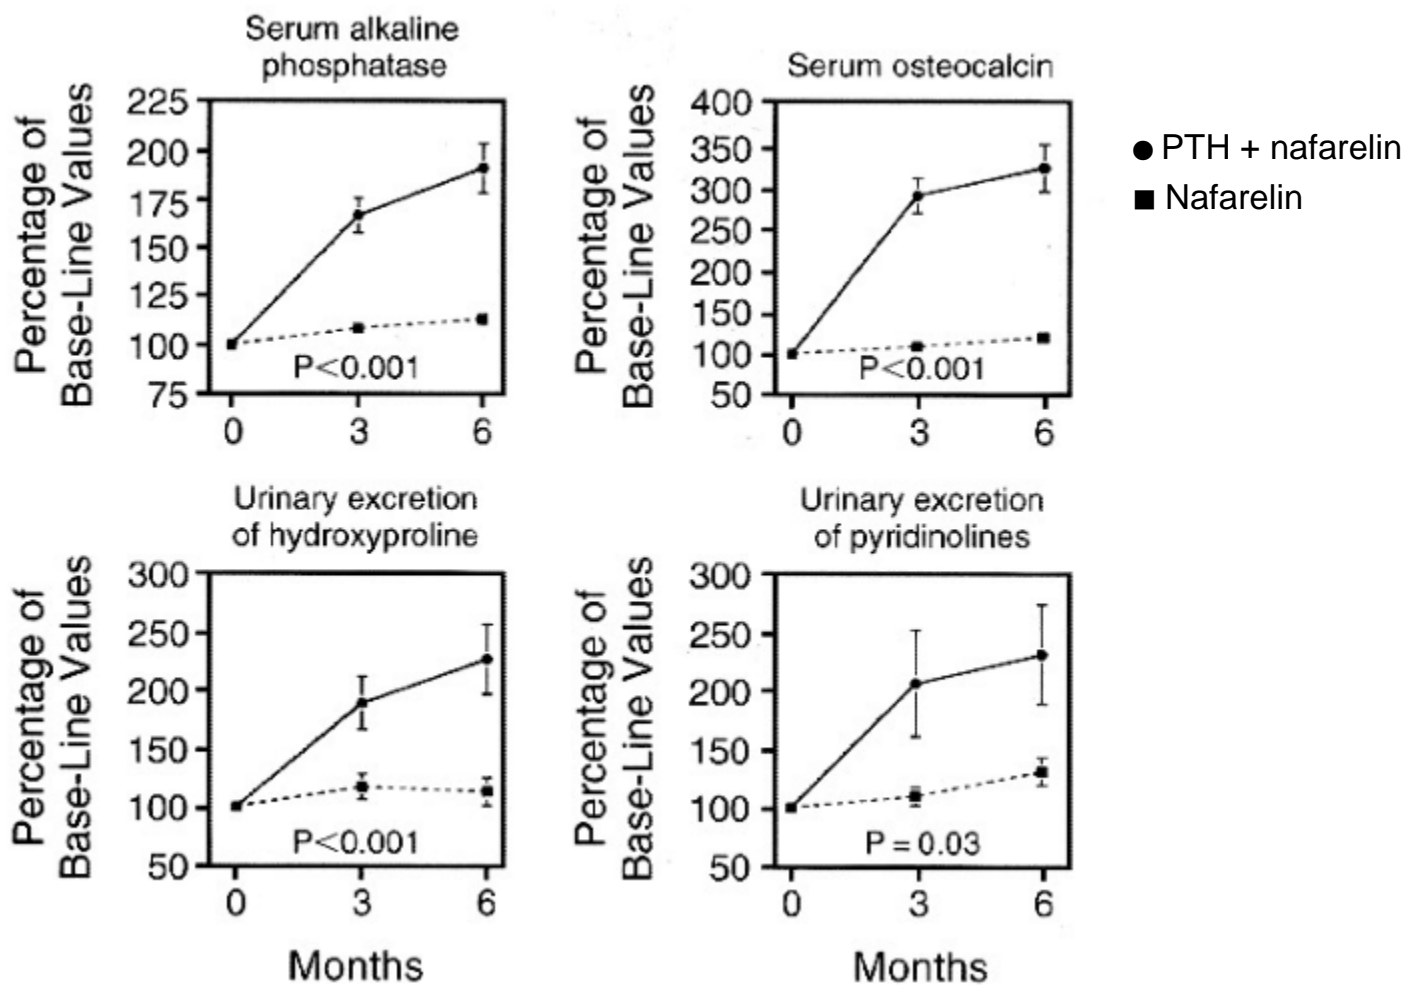 Serum alkaline
phosphatase
Percentage of
Base-Line Values
225
200
175
150
125
100
75
P<0.001
0 3 6
Serum osteocalcin
Percentage of
Base-Line Values
400
350
300
250
200
150
100
50
P<0.001
0 3 6
PTH + nafarelin
Nafarelin
Urinary excretion
of hydroxyproline
Percentage of
Base-Line Values
300
250
200
150
100
50
P<0.001
0 3 6
Months
Urinary excretion
of pyridinolines
Percentage of
Base-Line Values
300
250
200
150
100
50
P = 0.03
0 3 6
Months